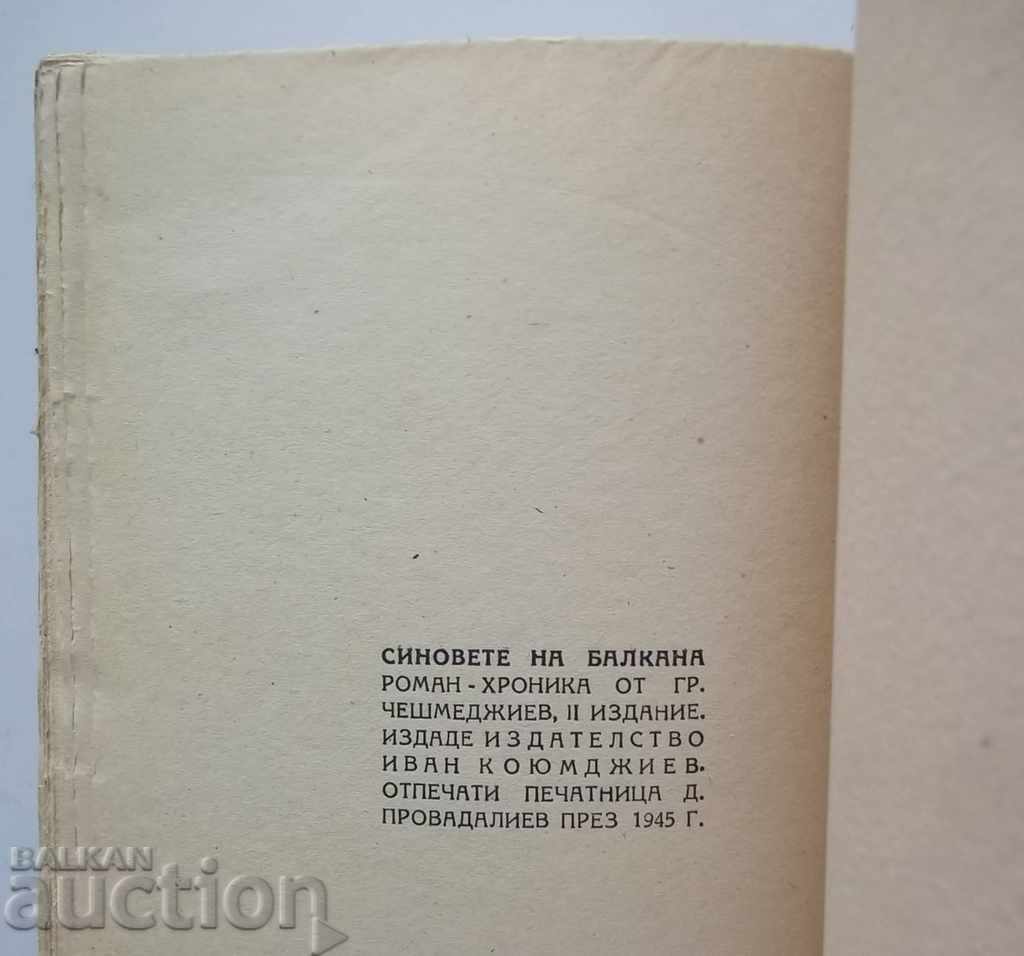 СИНОВЕТЕ НА БАЛКАНА
РОМАН - ХРОНИКА ОТ ГР.
ЧЕШМЕДЖИЕВ, II ИЗДАНИЕ.
ИЗДАДЕ ИЗДАТЕЛСТВО
ИВАН КОЮМДЖИЕВ.
ОТПЕЧАТИ ПЕЧАТНИЦА Д.
ПРОВАДАЛИЕВ ПРЕЗ 1945 Г.
BALKAN
auction